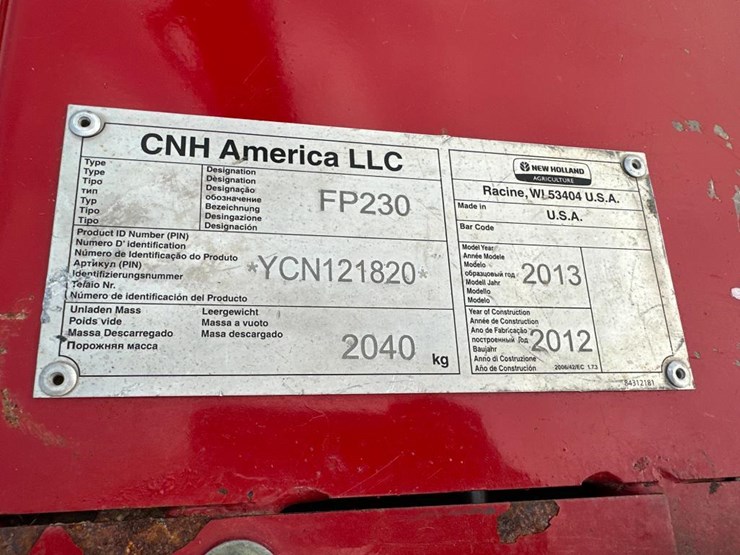 CNH America LLC
Type
Type
Tipo
тип
Typ
Tipo
Tipo
Designation
Dèsignation
Designação
обозначение
Bezeichnung
Desingazione
Designación
FP230
Product ID Number (PIN)
Numero D' identification
Número de Identificação do Produto
Артикул (PIN)
Identifizierungsnummer
Telaio Nr.
Número de identificación del Producto
*YCN121820*
Unladen Mass
Poids vide
Massa Descarregado
Порожняя масса
Leergewicht
Massa a vuoto
Masa descargado
2040 kg
NEW HOLLAND
AGRICULTURE
Racine, WI 53404 U.S.A.
Made in
U.S.A.
Bar Code
Model Year
Année Modele
Modelo
образцовый год
Modell Jahr
Modello
Modelo
2013
Year of Construction
Année de Construction
Ano de Fabricação
построенный год
Baujahr
Anno di Costruzione
Año de Construción
2012
2006/42/EC 1.7.3
84312181